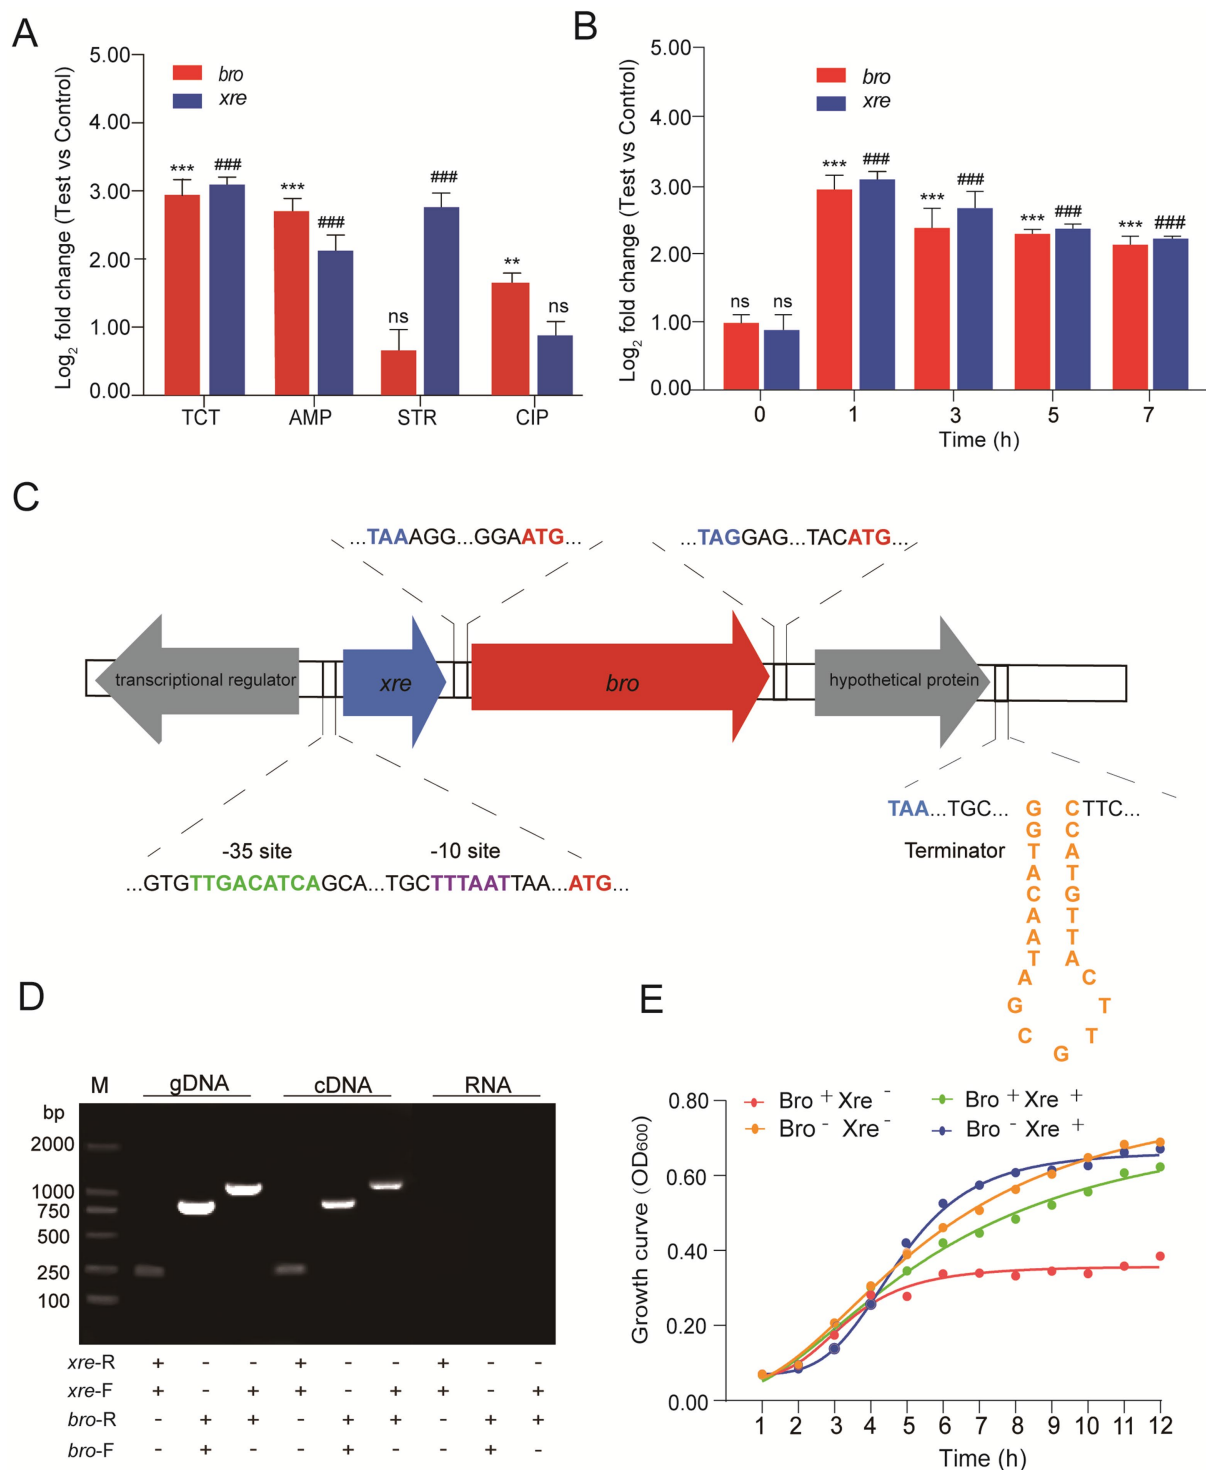 A
Log2 fold change (Test vs Control)
5.00
4.00
3.00
2.00
1.00
0.00
bro
xre
*** ### *** ### ns ### ** ns
TCT AMP STR CIP
B
Log2 fold change (Test vs Control)
5.00
4.00
3.00
2.00
1.00
0.00
bro
xre
ns ns *** ### *** ### *** ### *** ###
0 1 3 5 7
Time (h)
C
...TAAAGG...GGAATG...
...TAGGAG...TACATG...
transcriptional regulator
xre
bro
hypothetical protein
-35 site
-10 site
...GTGTTGACATCAGCA...TGCTTTAATTAA...ATG...
TAA...TGC...
G C TTC...
G C
Terminator
T A
A T
C G
A T
A T
T A
A C
G T
C T
G
D
M gDNA cDNA RNA
bp
2000
1000
750
500
250
100
xre-R + - - + - - + - -
xre-F + - + + - + + - +
bro-R - + + - + + - + +
bro-F - + - - + - - + -
E
Growth curve (OD600)
0.80
0.60
0.40
0.20
0.00
Bro + Xre -
Bro - Xre -
Bro + Xre +
Bro - Xre +
1 2 3 4 5 6 7 8 9 10 11 12
Time (h)